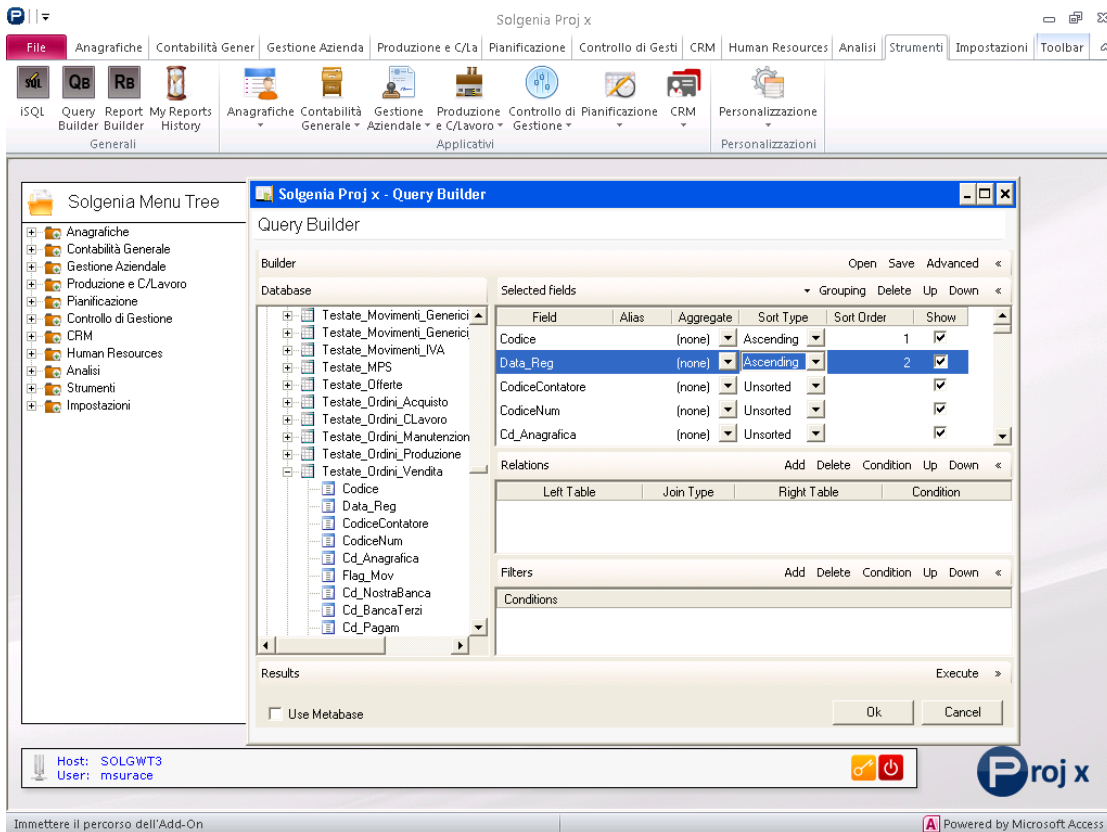 Solgenia Proj x
File Anagrafiche Contabilità Gener Gestione Azienda Produzione e C/La Pianificazione Controllo di Gesti CRM Human Resources Analisi Strumenti Impostazioni Toolbar
SQL QB RB
iSQL Query Builder Report Builder My Reports History Anagrafiche Contabilità Generale Gestione Aziendale Produzione e C/Lavoro Controllo di Gestione Pianificazione CRM Personalizzazione
Generali Applicativi Personalizzazioni
Solgenia Menu Tree
Anagrafiche
Contabilità Generale
Gestione Aziendale
Produzione e C/Lavoro
Pianificazione
Controllo di Gestione
CRM
Human Resources
Analisi
Strumenti
Impostazioni
Solgenia Proj x - Query Builder
Query Builder
Builder Open Save Advanced «
Database
Testate_Movimenti_Generici
Testate_Movimenti_Generici
Testate_Movimenti_IVA
Testate_MPS
Testate_Offerte
Testate_Ordini_Acquisto
Testate_Ordini_CLavoro
Testate_Ordini_Manutenzion
Testate_Ordini_Produzione
Testate_Ordini_Vendita
Codice
Data_Reg
CodiceContatore
CodiceNum
Cd_Anagrafica
Flag_Mov
Cd_NostraBanca
Cd_BancaTerzi
Cd_Pagam
Selected fields Grouping Delete Up Down «
Field Alias Aggregate Sort Type Sort Order Show
Codice (none) Ascending 1
Data_Reg (none) Ascending 2
CodiceContatore (none) Unsorted
CodiceNum (none) Unsorted
Cd_Anagrafica (none) Unsorted
Relations Add Delete Condition Up Down «
Left Table Join Type Right Table Condition
Filters Add Delete Condition Up Down «
Conditions
Results Execute »
Use Metabase Ok Cancel
Host: SOLGWT3
User: msurace
Proj x
Immettere il percorso dell'Add-On Powered by Microsoft Access